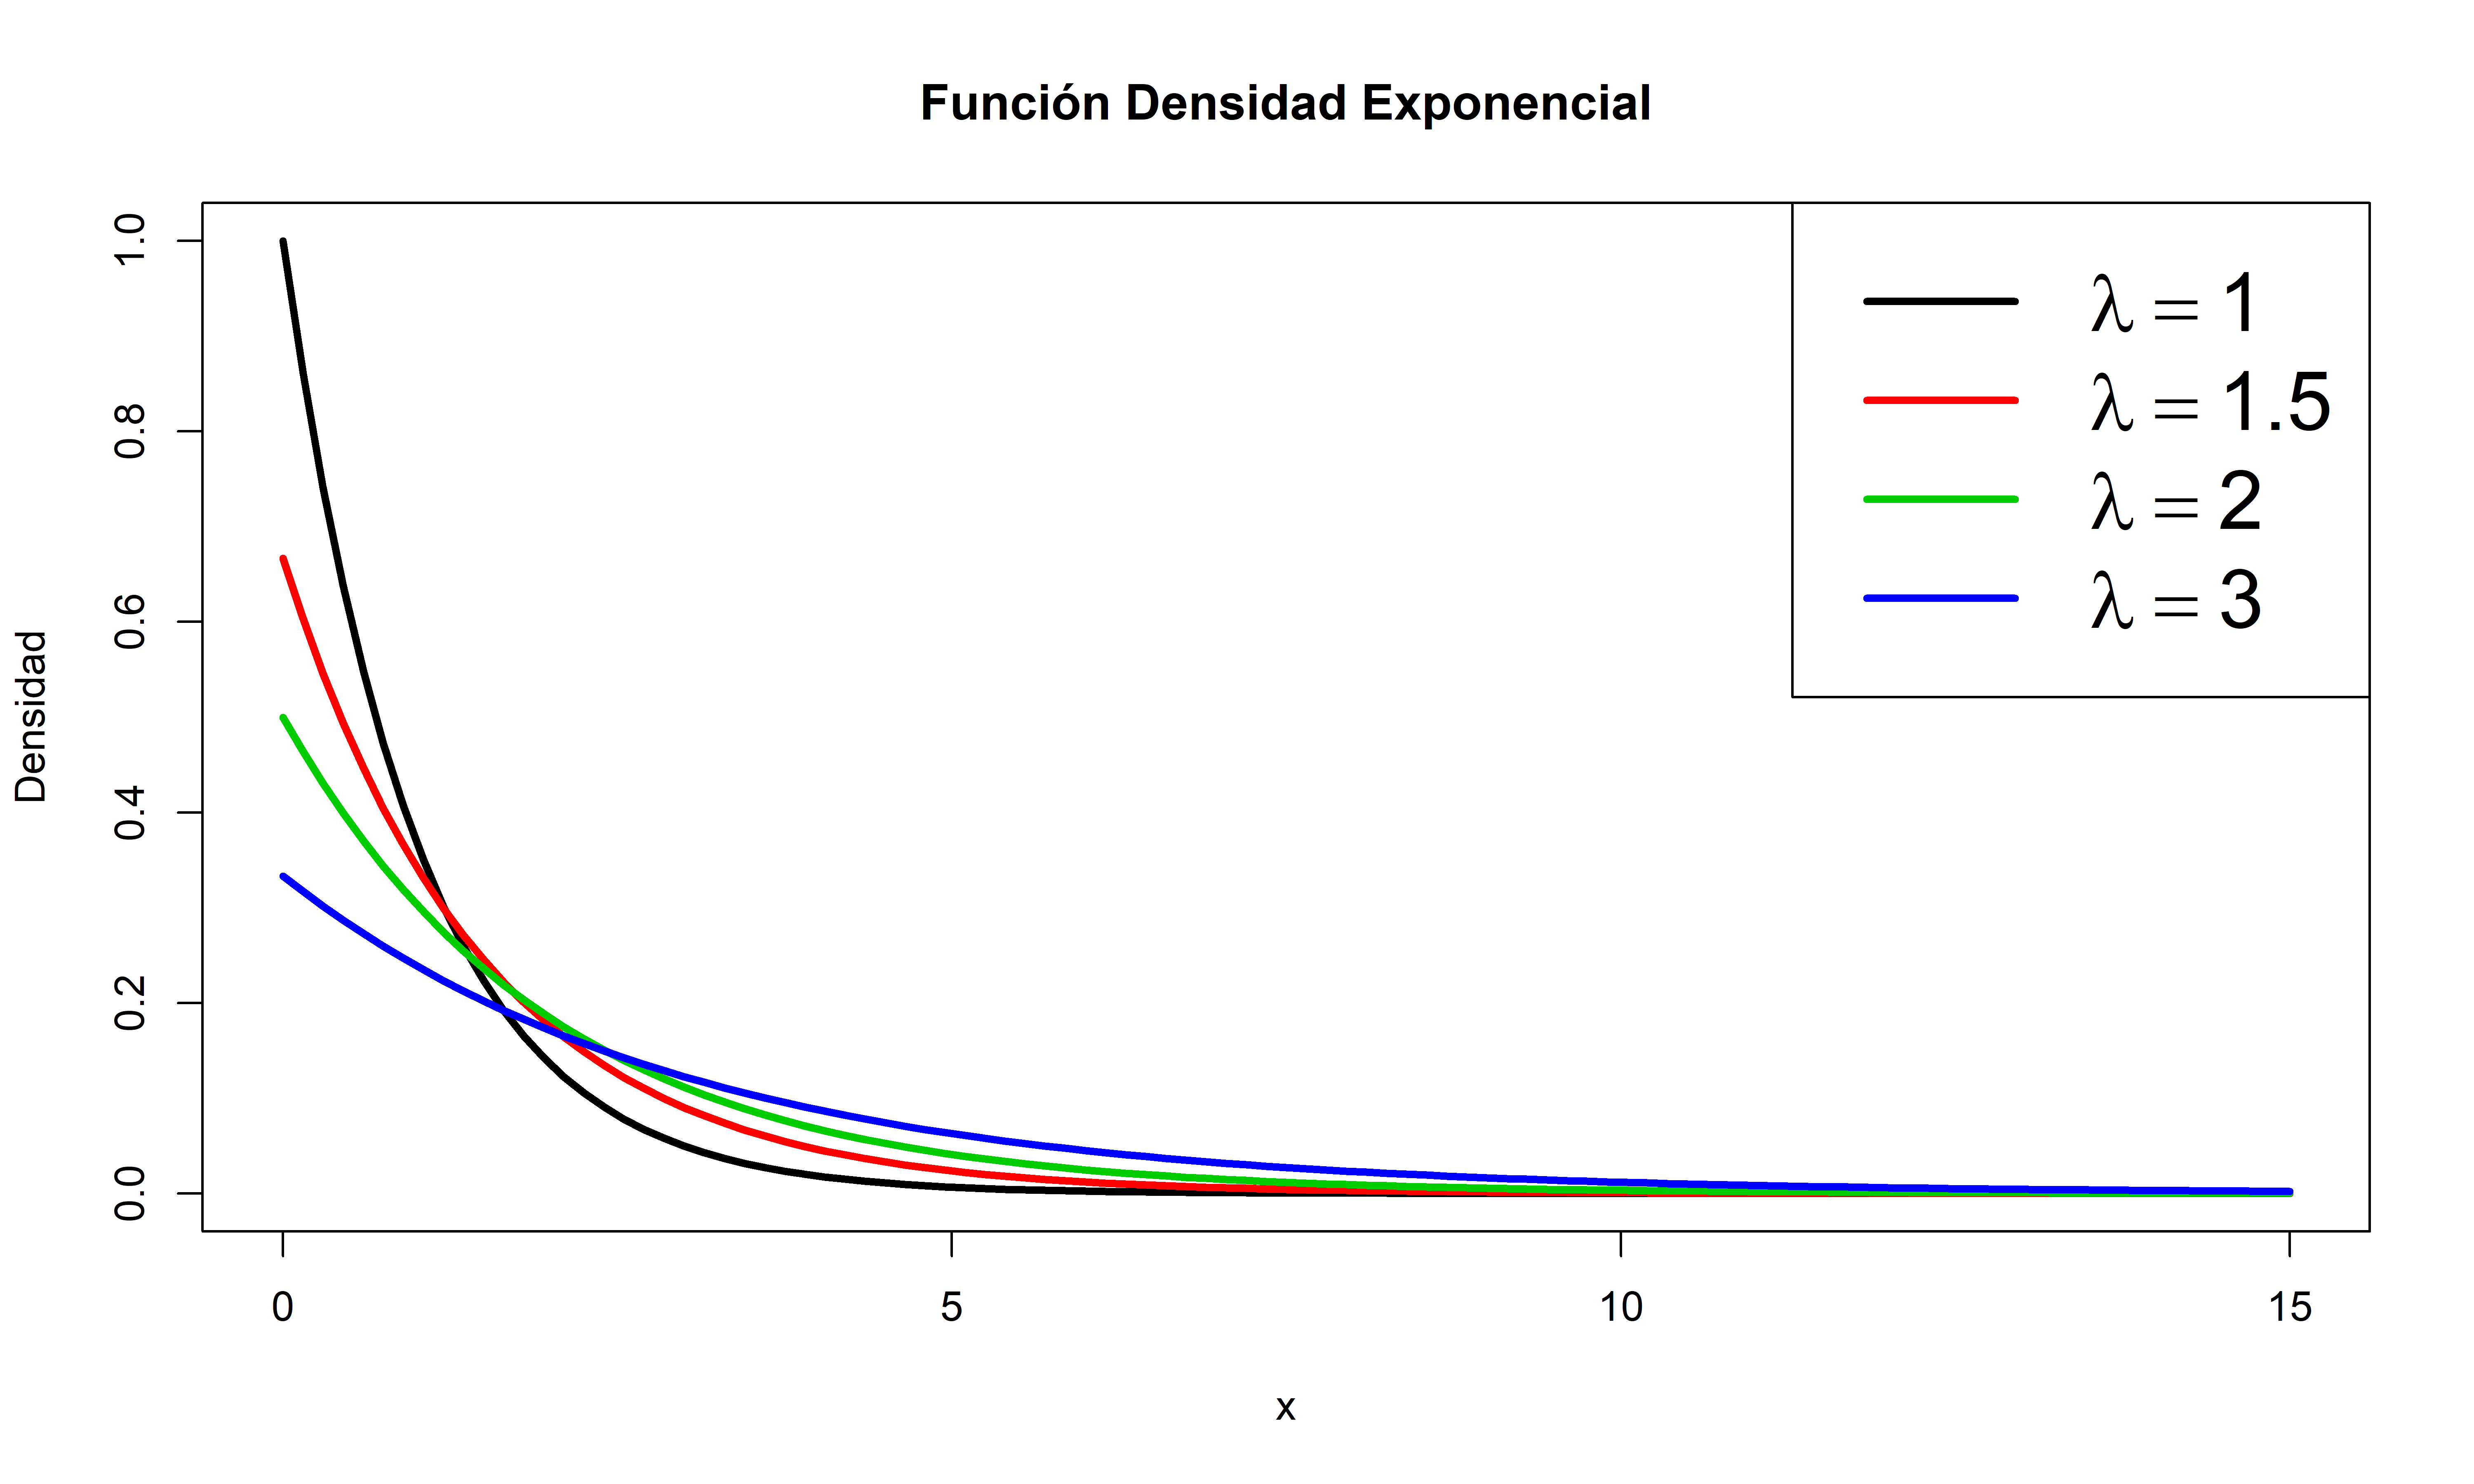 Función Densidad Exponencial
Densidad
0.0
0.2
0.4
0.6
0.8
1.0
λ = 1
λ = 1.5
λ = 2
λ = 3
0 5 10 15
x